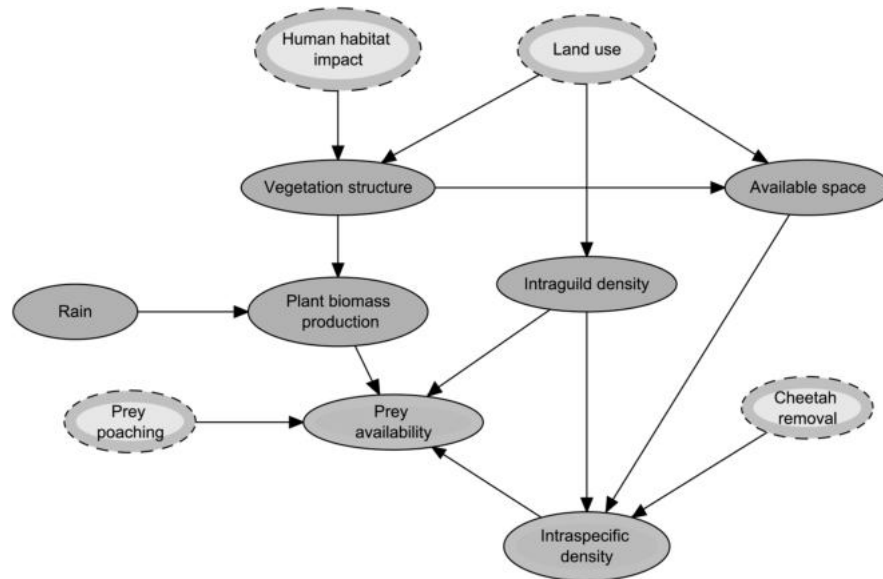 Human habitat
impact
Land use
Vegetation structure
Available space
Intraguild density
Rain
Plant biomass
production
Prey
poaching
Prey
availability
Cheetah
removal
Intraspecific
density